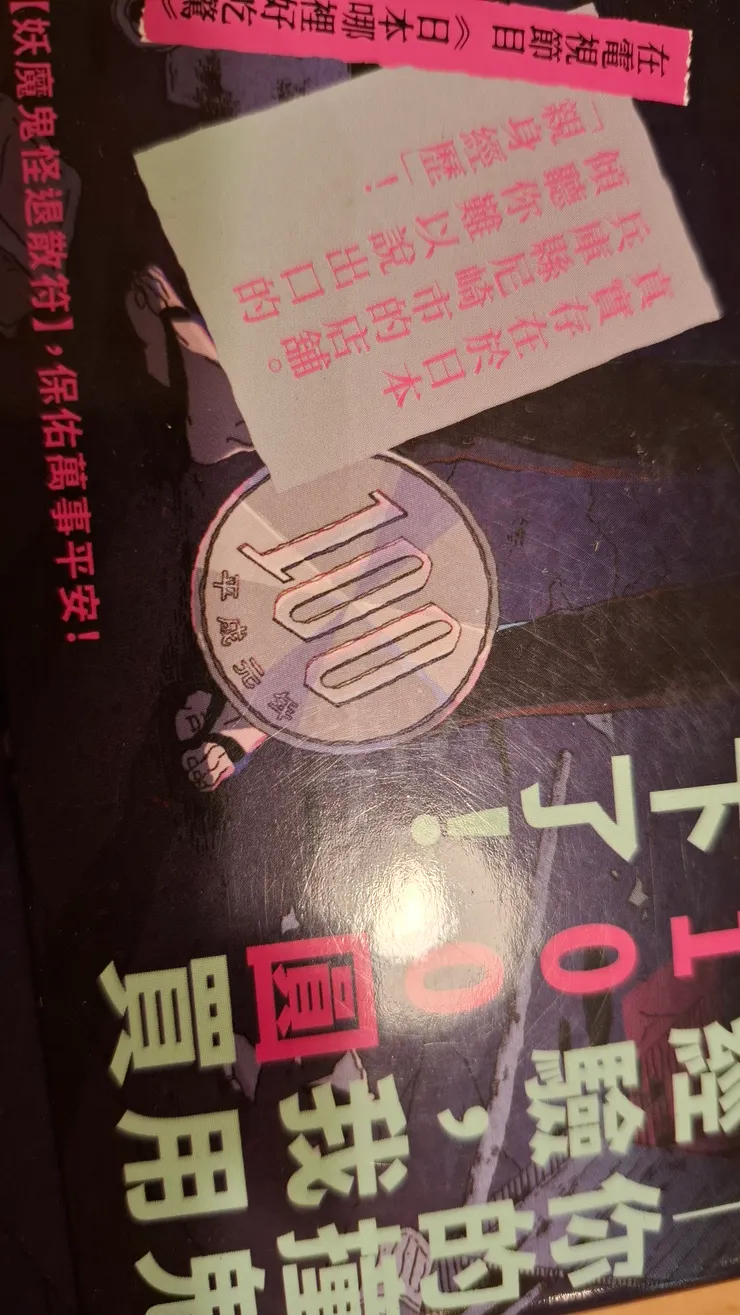 你的撞鬼
經驗，我用
100圓買
下了！
真實存在於日本
兵庫縣尼崎市的店舖。
傾聽你難以說出口的
「親身經歷」！
在電視節目《日本哪裡好吃驚》
100
平成元年
【妖魔鬼怪退散符】，保佑萬事平安！